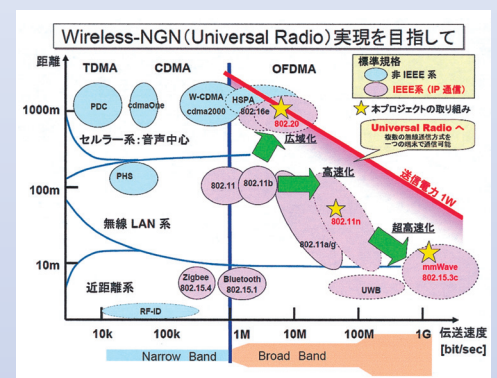 Wireless-NGN(Universal Radio)実現を目指して
距離
TDMA
CDMA
OFDMA
標準規格
非 IEEE 系
IEEE系(IP 通信)
本プロジェクトの取り組み
1000m
PDC
cdmaOne
W-CDMA
cdma2000
HSPA
802.16e
802.20
セルラー系:音声中心
広域化
Universal Radio へ
複数の無線通信方式を
一つの端末で通信可能
送信電力 1W
PHS
100m
802.11
802.11b
高速化
802.11n
無線 LAN 系
802.11a/g
超高速化
mmWave
802.15.3c
10m
近距離系
Zigbee
802.15.4
Bluetooth
802.15.1
UWB
RF-ID
10k
100k
1M
10M
100M
1G
伝送速度
[bit/sec]
Narrow Band
Broad Band